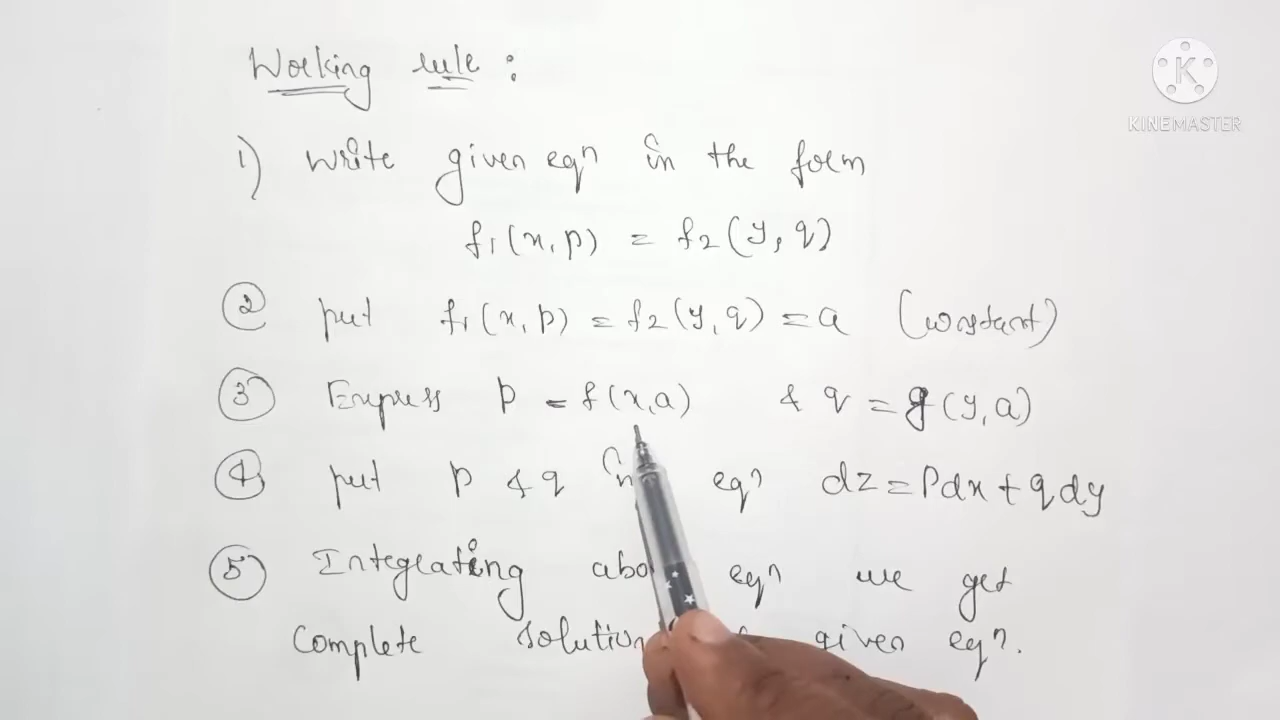 Working rule :
KINEMASTER
1) write given eqn in the form
f1(x, p) = f2(y, q)
② put f1(x, p) = f2(y, q) = a (constant)
③ Express p = f(x, a) & q = g(y, a)
④ put p & q in eqn dz = Pdx + qdy
⑤ Integrating abo eqn we get
complete solution given eqn.